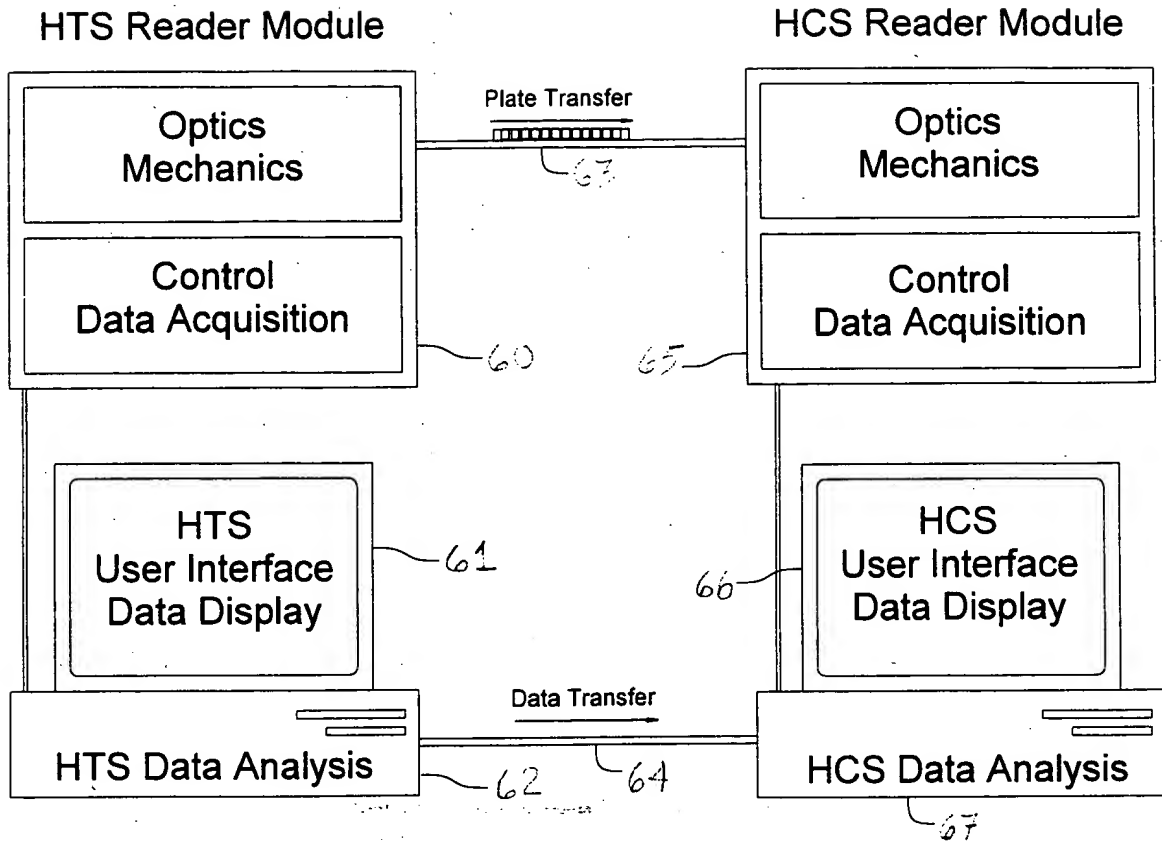 HTS Reader Module
HCS Reader Module
Optics
Mechanics
Control
Data Acquisition
Plate Transfer
63
Optics
Mechanics
Control
Data Acquisition
60
65
HTS
User Interface
Data Display
61
66
HCS
User Interface
Data Display
HTS Data Analysis
62
Data Transfer
64
HCS Data Analysis
67